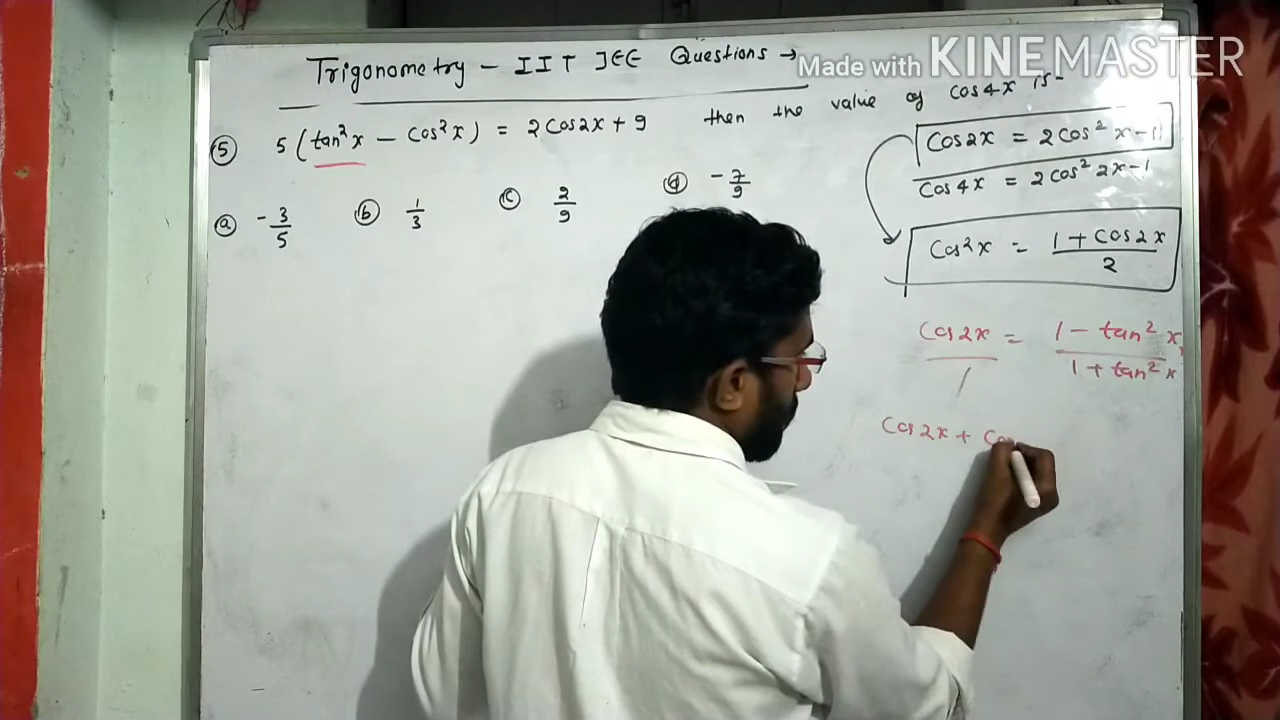 Trigonometry - IIT JEE Questions →
Made with KINEMASTER
⑤ 5 (tan²x - cos²x) = 2cos2x + 9 then the value of cos4x is -
ⓐ -3/5 ⓑ 1/3 ⓒ 2/9 ⓓ -7/9
Cos2x = 2cos²x - 1
Cos4x = 2cos²2x - 1
Cos²x = (1 + cos2x)/2
Cos2x/1 = (1 - tan²x)/(1 + tan²x)
Cos2x + Co